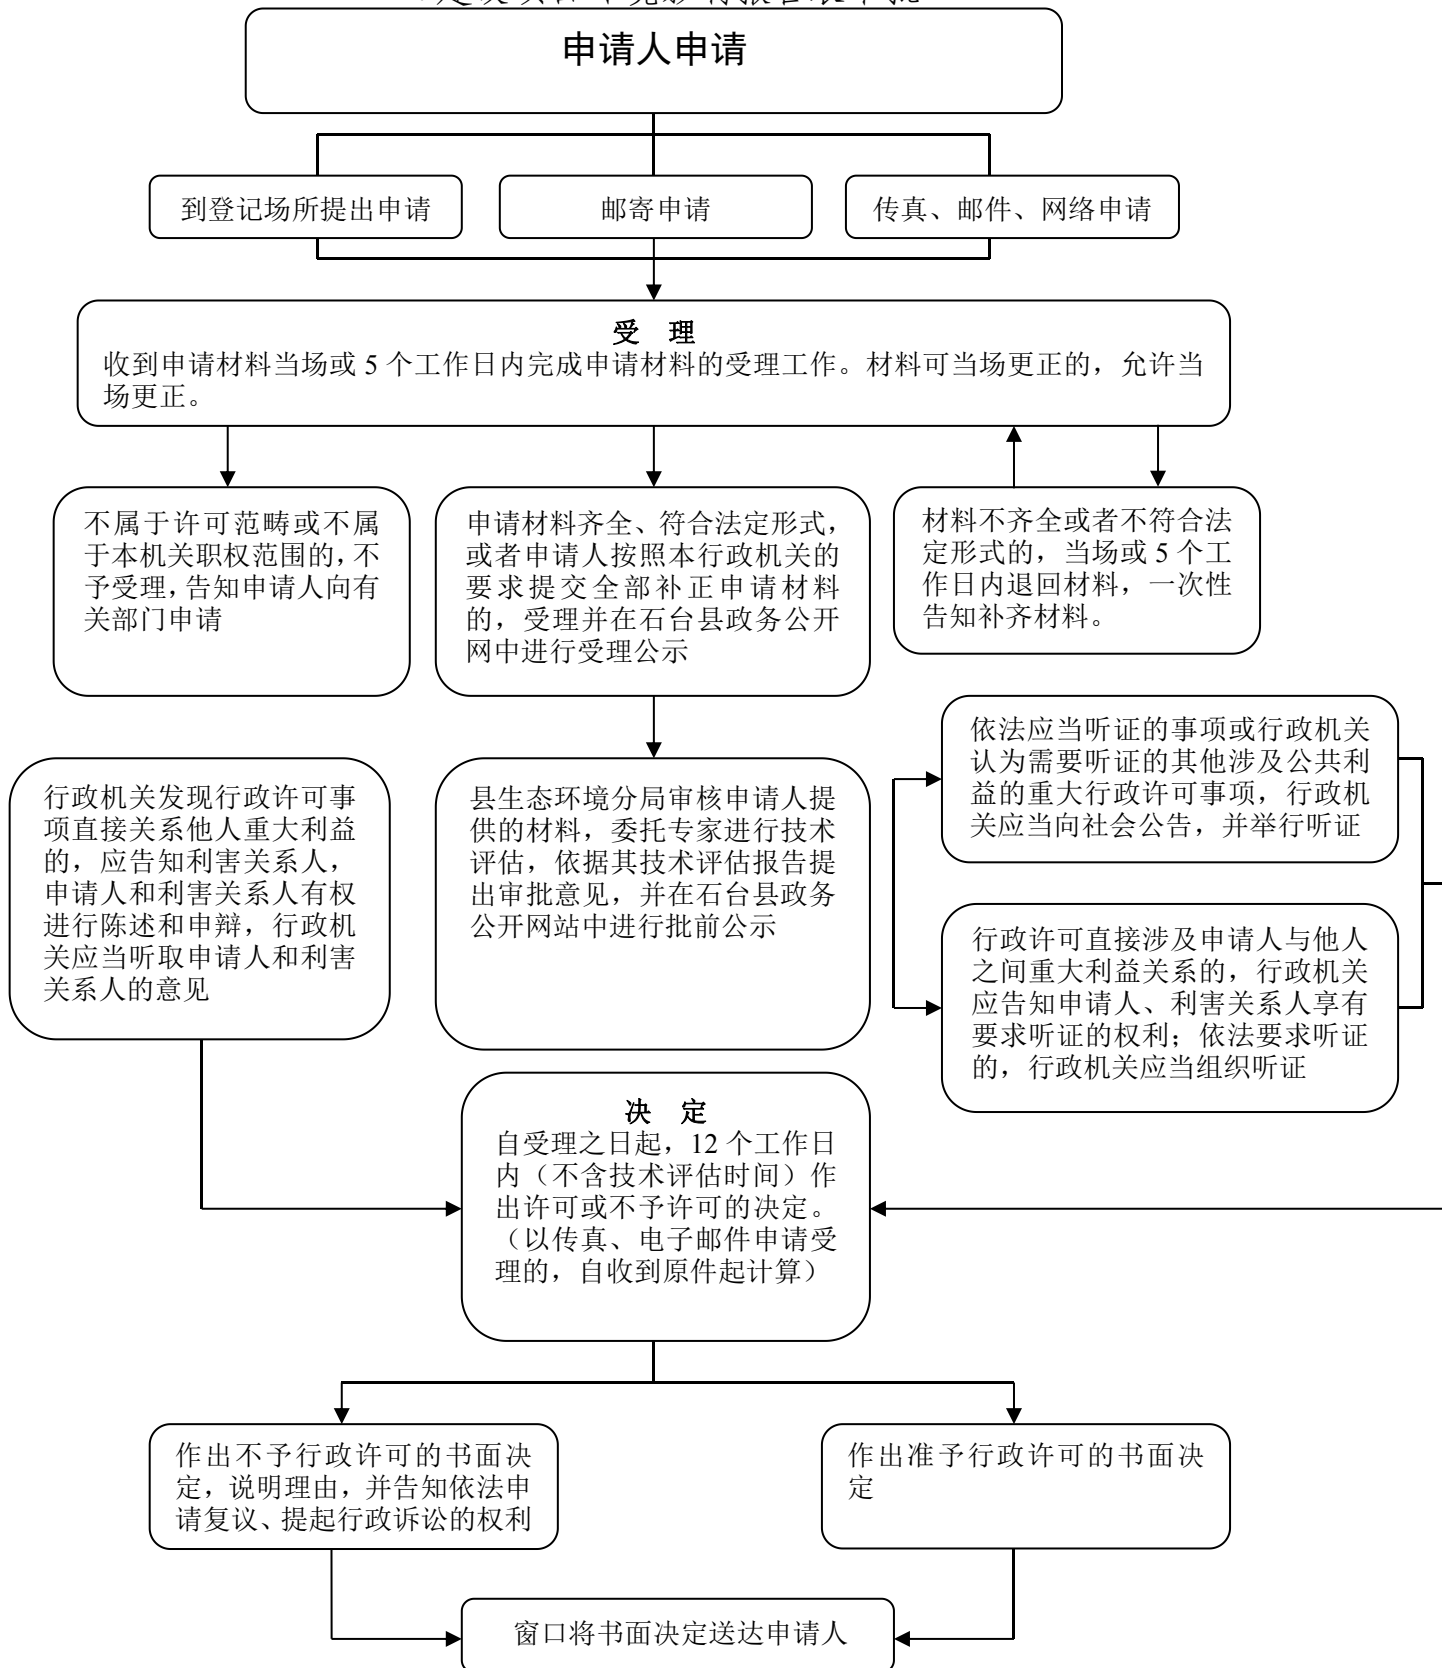 申请人申请
到登记场所提出申请
邮寄申请
传真、邮件、网络申请
受 理
收到申请材料当场或 5 个工作日内完成申请材料的受理工作。材料可当场更正的，允许当
场更正。
不属于许可范畴或不属
于本机关职权范围的，不
予受理，告知申请人向有
关部门申请
申请材料齐全、符合法定形式，
或者申请人按照本行政机关的
要求提交全部补正申请材料
的，受理并在石台县政务公开
网中进行受理公示
材料不齐全或者不符合法
定形式的，当场或 5 个工
作日内退回材料，一次性
告知补齐材料。
行政机关发现行政许可事
项直接关系他人重大利益
的，应告知利害关系人，
申请人和利害关系人有权
进行陈述和申辩，行政机
关应当听取申请人和利害
关系人的意见
县生态环境分局审核申请人提
供的材料，委托专家进行技术
评估，依据其技术评估报告提
出审批意见，并在石台县政务
公开网站中进行批前公示
依法应当听证的事项或行政机关
认为需要听证的其他涉及公共利
益的重大行政许可事项，行政机
关应当向社会公告，并举行听证
行政许可直接涉及申请人与他人
之间重大利益关系的，行政机关
应告知申请人、利害关系人享有
要求听证的权利；依法要求听证
的，行政机关应当组织听证
决 定
自受理之日起，12 个工作日
内（不含技术评估时间）作
出许可或不予许可的决定。
（以传真、电子邮件申请受
理的，自收到原件起计算）
作出不予行政许可的书面决
定，说明理由，并告知依法申
请复议、提起行政诉讼的权利
作出准予行政许可的书面决
定
窗口将书面决定送达申请人